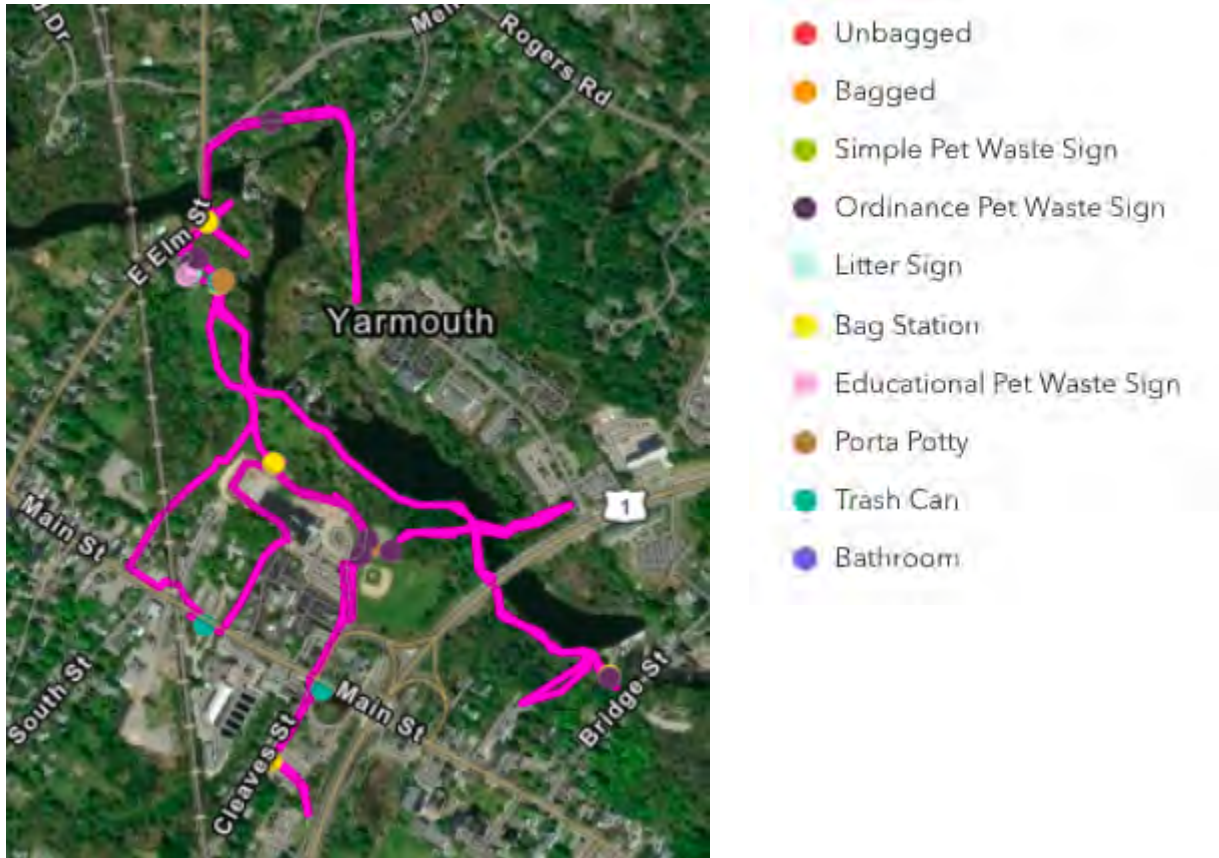 Rogers Rd
E Elm St
Yarmouth
1
Main St
South St
Main St
Cleaves St
Bridge St
Unbagged
Bagged
Simple Pet Waste Sign
Ordinance Pet Waste Sign
Litter Sign
Bag Station
Educational Pet Waste Sign
Porta Potty
Trash Can
Bathroom